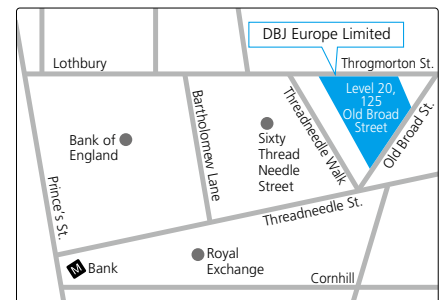 DBJ Europe Limited
Lothbury
Throgmorton St.
Level 20,
125
Old Broad
Street
Bartholomew Lane
Threadneedle Walk
Old Broad St.
Bank of
England
Sixty
Thread
Needle
Street
Prince's St.
Threadneedle St.
M Bank
Royal
Exchange
Cornhill